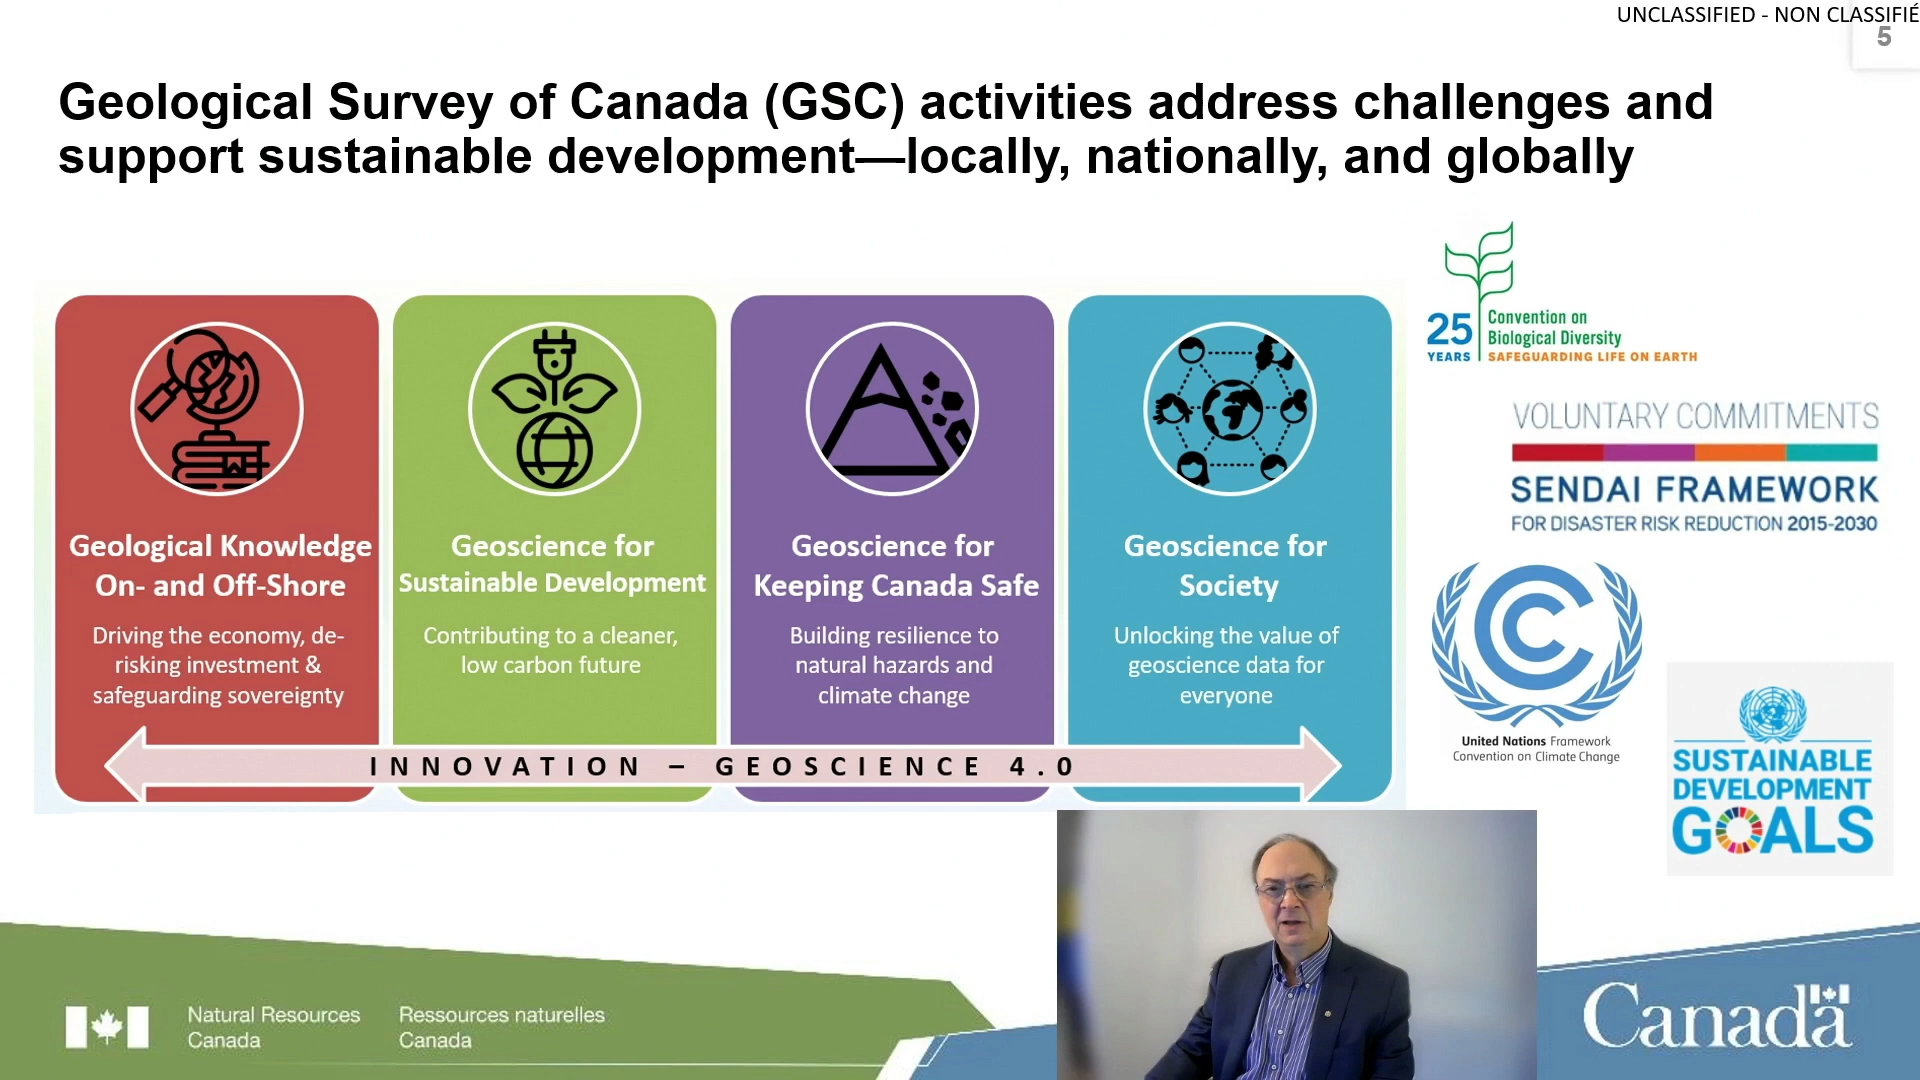 UNCLASSIFIED - NON CLASSIFIÉ
5
Geological Survey of Canada (GSC) activities address challenges and
support sustainable development—locally, nationally, and globally
Geological Knowledge
On- and Off-Shore
Driving the economy, de-
risking investment &
safeguarding sovereignty
Geoscience for
Sustainable Development
Contributing to a cleaner,
low carbon future
Geoscience for
Keeping Canada Safe
Building resilience to
natural hazards and
climate change
Geoscience for
Society
Unlocking the value of
geoscience data for
everyone
INNOVATION – GEOSCIENCE 4.0
25
YEARS
Convention on
Biological Diversity
SAFEGUARDING LIFE ON EARTH
VOLUNTARY COMMITMENTS
SENDAI FRAMEWORK
FOR DISASTER RISK REDUCTION 2015-2030
United Nations Framework
Convention on Climate Change
SUSTAINABLE
DEVELOPMENT
GOALS
Natural Resources
Canada
Ressources naturelles
Canada
Canada